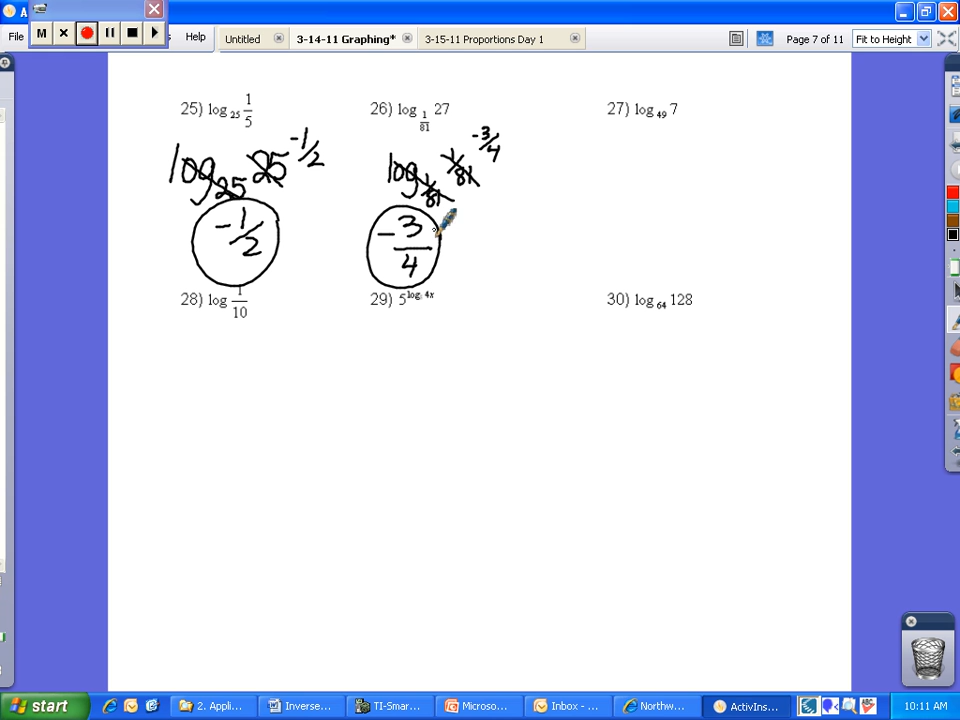 A
M
File
Help
Untitled
3-14-11 Graphing*
3-15-11 Proportions Day 1
Page 7 of 11
Fit to Height
25) log 25 1/5
26) log 1/81 27
27) log 49 7
log 25 25 -1/2
log 1/81 1/81 -3/4
-1/2
-3/4
28) log 1/10
29) 5 log 4x
30) log 64 128
start
2. Appli...
Inverse...
TI-Smar...
Microso...
Inbox - ...
Northw...
ActivIns...
10:11 AM